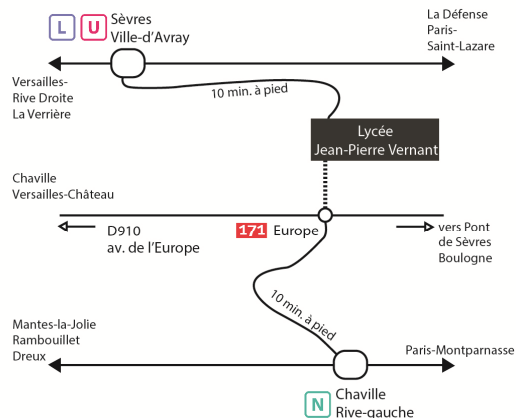 L U Sèvres
Ville-d'Avray
La Défense
Paris-
Saint-Lazare
Versailles-
Rive Droite
La Verrière
10 min. à pied
Lycée
Jean-Pierre Vernant
Chaville
Versailles-Château
D910
av. de l'Europe
171 Europe
vers Pont
de Sèvres
Boulogne
10 min. à pied
Mantes-la-Jolie
Rambouillet
Dreux
Paris-Montparnasse
N Chaville
Rive-gauche